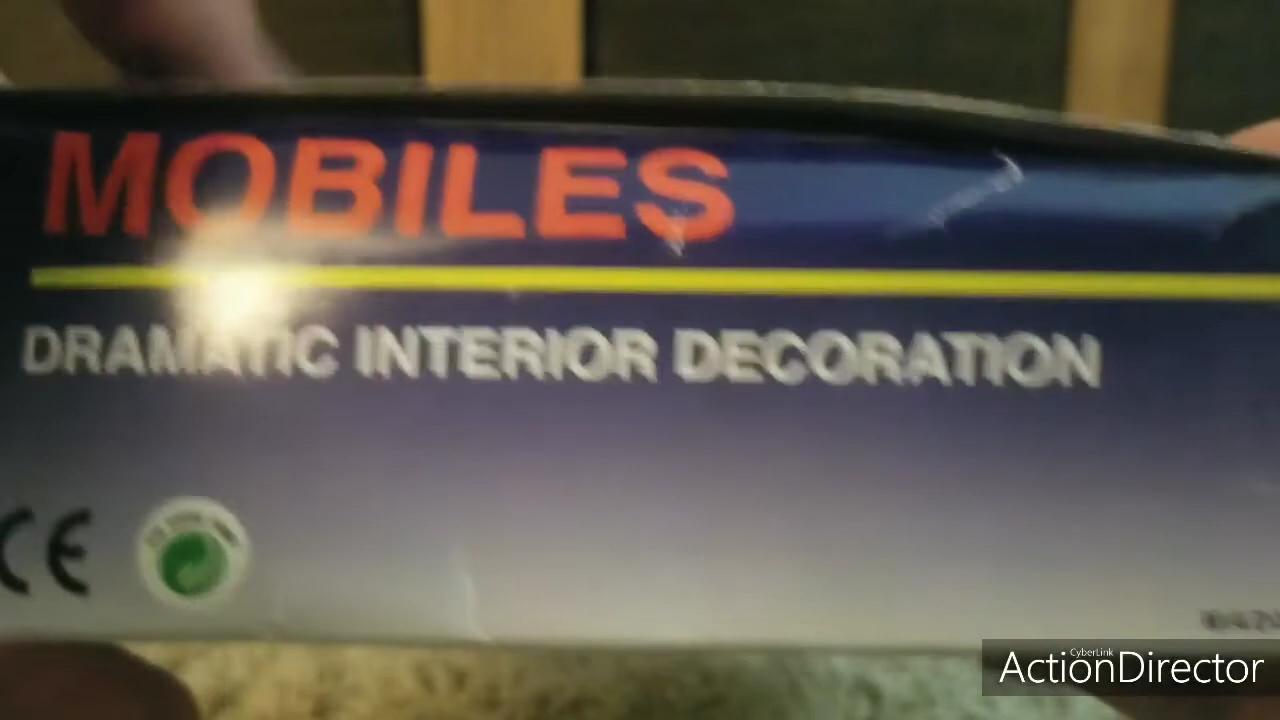 MOBILES
DRAMATIC INTERIOR DECORATION
CE
CyberLink
ActionDirector